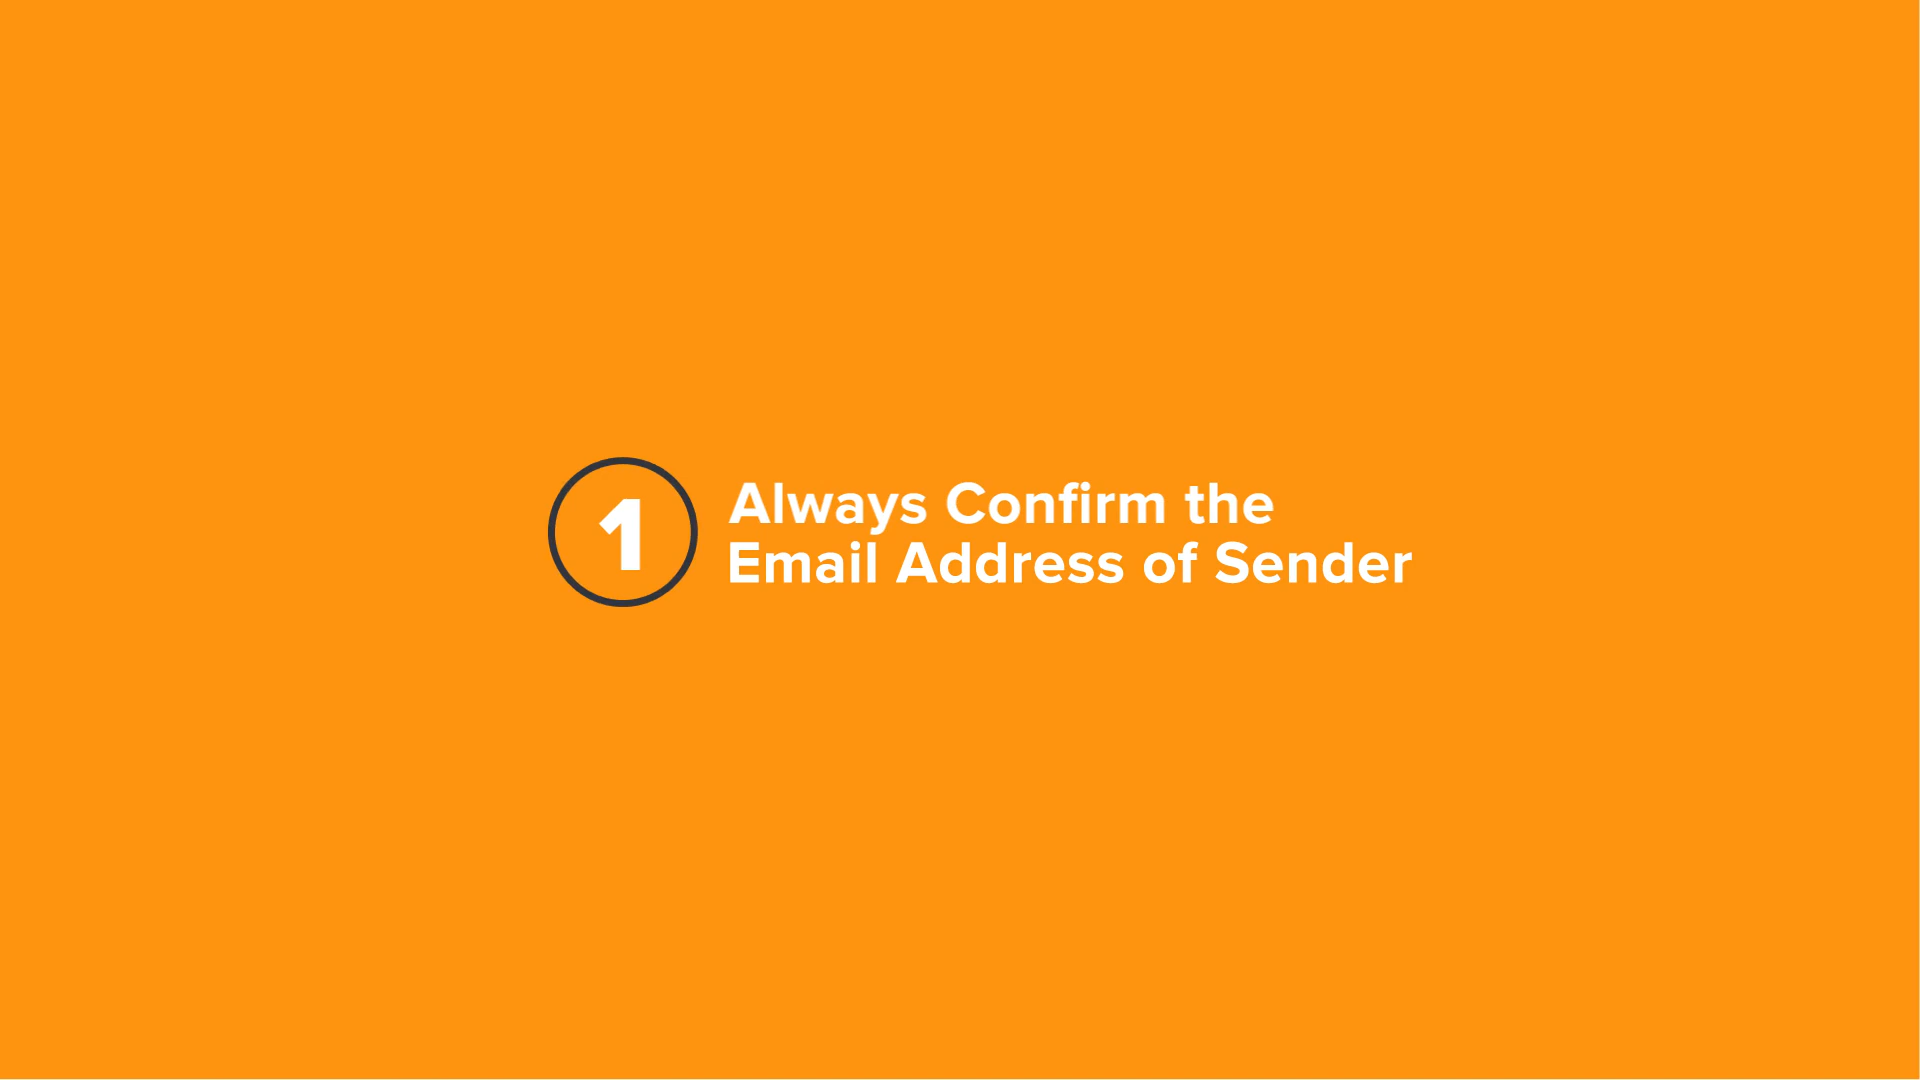 1
Always Confirm the
Email Address of Sender